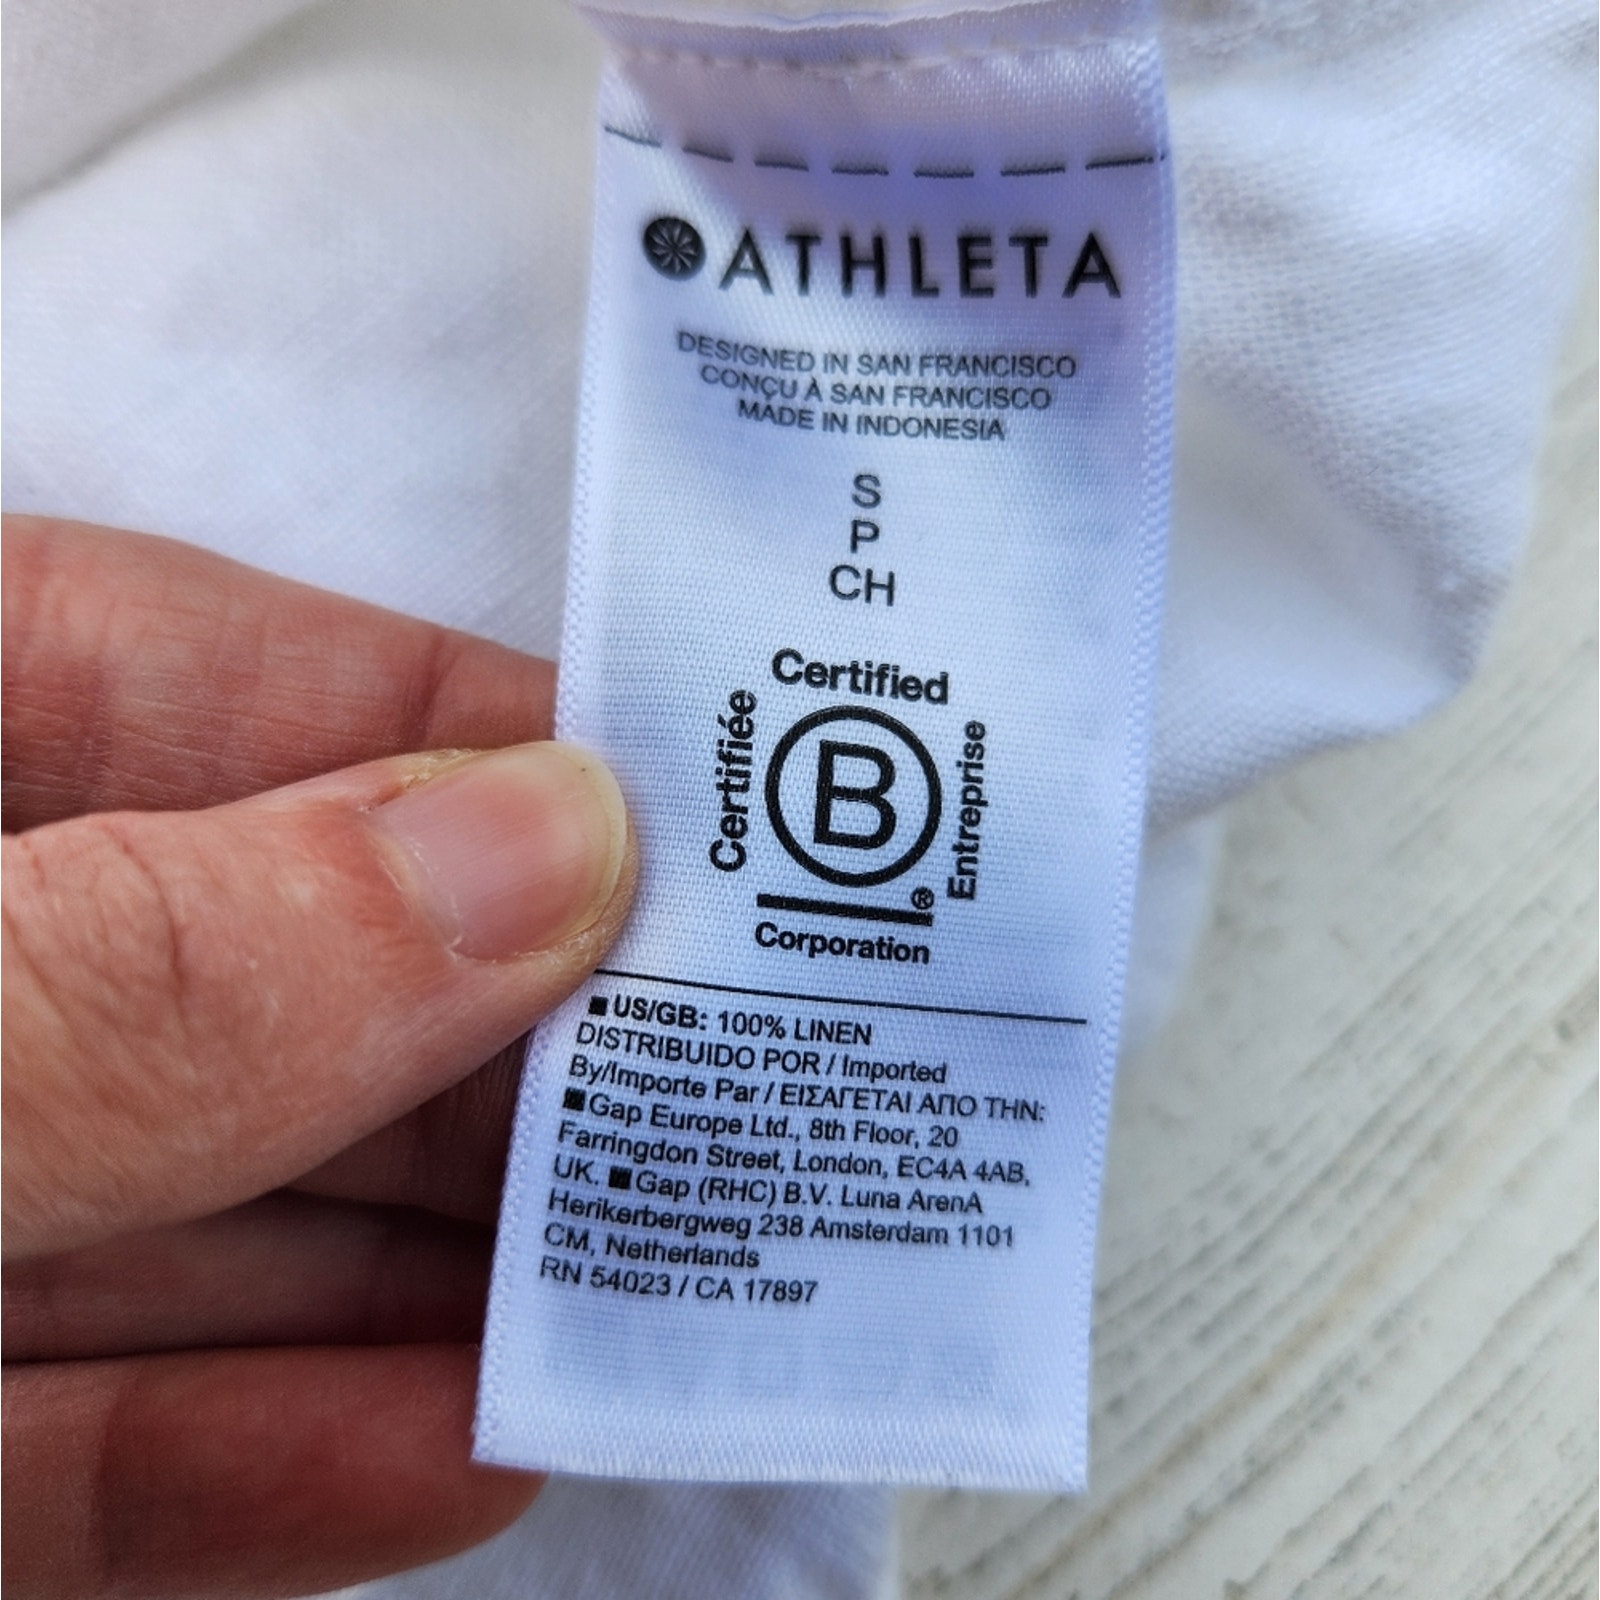 ATHLETA
DESIGNED IN SAN FRANCISCO
CONÇU À SAN FRANCISCO
MADE IN INDONESIA
S
P
CH
Certified
Certifiée
B
Entreprise
®
Corporation
■ US/GB: 100% LINEN
DISTRIBUIDO POR / Imported
By/Importe Par / ΕΙΣΑΓΕΤΑΙ ΑΠΟ ΤΗΝ:
■ Gap Europe Ltd., 8th Floor, 20
Farringdon Street, London, EC4A 4AB,
UK. ■ Gap (RHC) B.V. Luna ArenA
Herikerbergweg 238 Amsterdam 1101
CM, Netherlands
RN 54023 / CA 17897